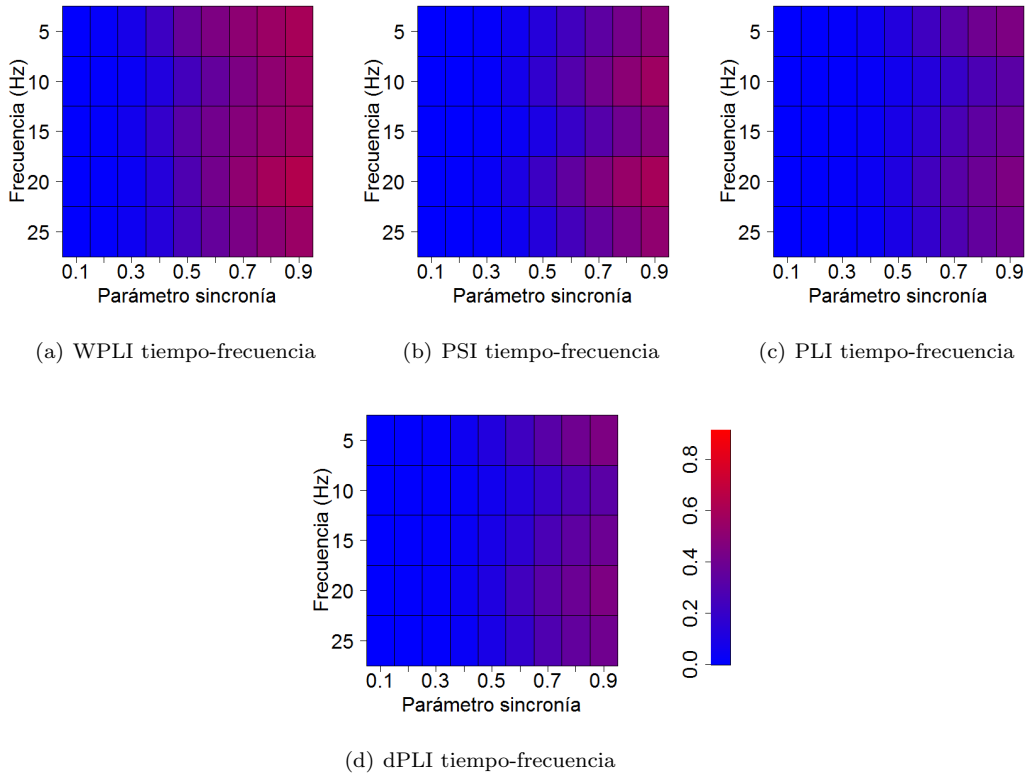 Frecuencia (Hz)
5
10
15
20
25
0.1 0.3 0.5 0.7 0.9
Parámetro sincronía
(a) WPLI tiempo-frecuencia
Frecuencia (Hz)
5
10
15
20
25
0.1 0.3 0.5 0.7 0.9
Parámetro sincronía
(b) PSI tiempo-frecuencia
Frecuencia (Hz)
5
10
15
20
25
0.1 0.3 0.5 0.7 0.9
Parámetro sincronía
(c) PLI tiempo-frecuencia
Frecuencia (Hz)
5
10
15
20
25
0.1 0.3 0.5 0.7 0.9
Parámetro sincronía
0.8
0.6
0.4
0.2
0.0
(d) dPLI tiempo-frecuencia